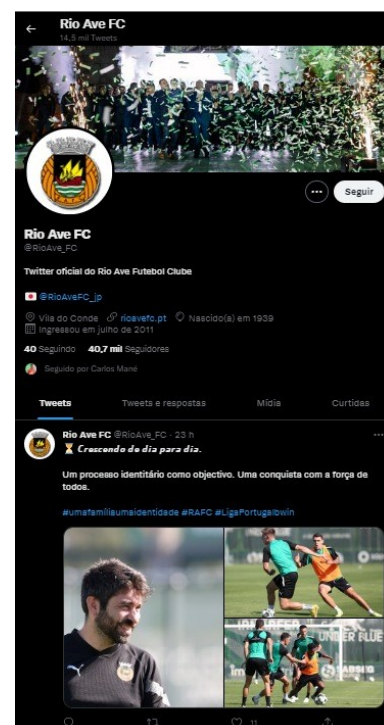 Rio Ave FC
14,5 mil Tweets
Seguir
Rio Ave FC
@RioAve_FC
Twitter oficial do Rio Ave Futebol Clube
@RioAveFC_jp
Vila do Conde rioavefc.pt Nascido(a) em 1939
Ingressou em julho de 2011
40 Seguindo 40,7 mil Seguidores
Seguido por Carlos Mané
Tweets Tweets e respostas Mídia Curtidas
Rio Ave FC @RioAve_FC · 23 h
Crescendo de dia para dia.
Um processo identitário como objectivo. Uma conquista com a força de
todos.
#umafamíliaumaidentidade #RAFC #LigaPortugalbwin
UNDER BLUE
11